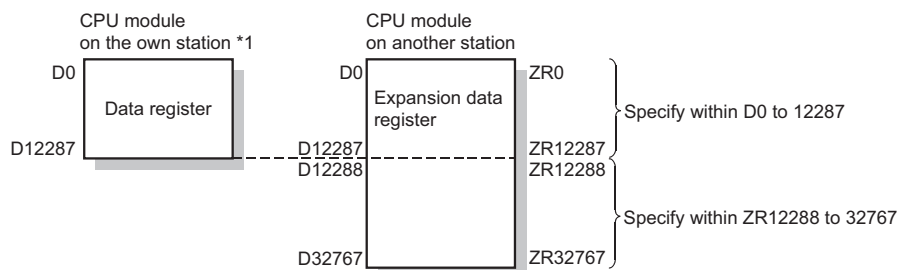 CPU module
on the own station *1
CPU module
on another station
D0
D0
ZR0
Data register
Expansion data
register
Specify within D0 to 12287
D12287
D12287
ZR12287
D12288
ZR12288
Specify within ZR12288 to 32767
D32767
ZR32767